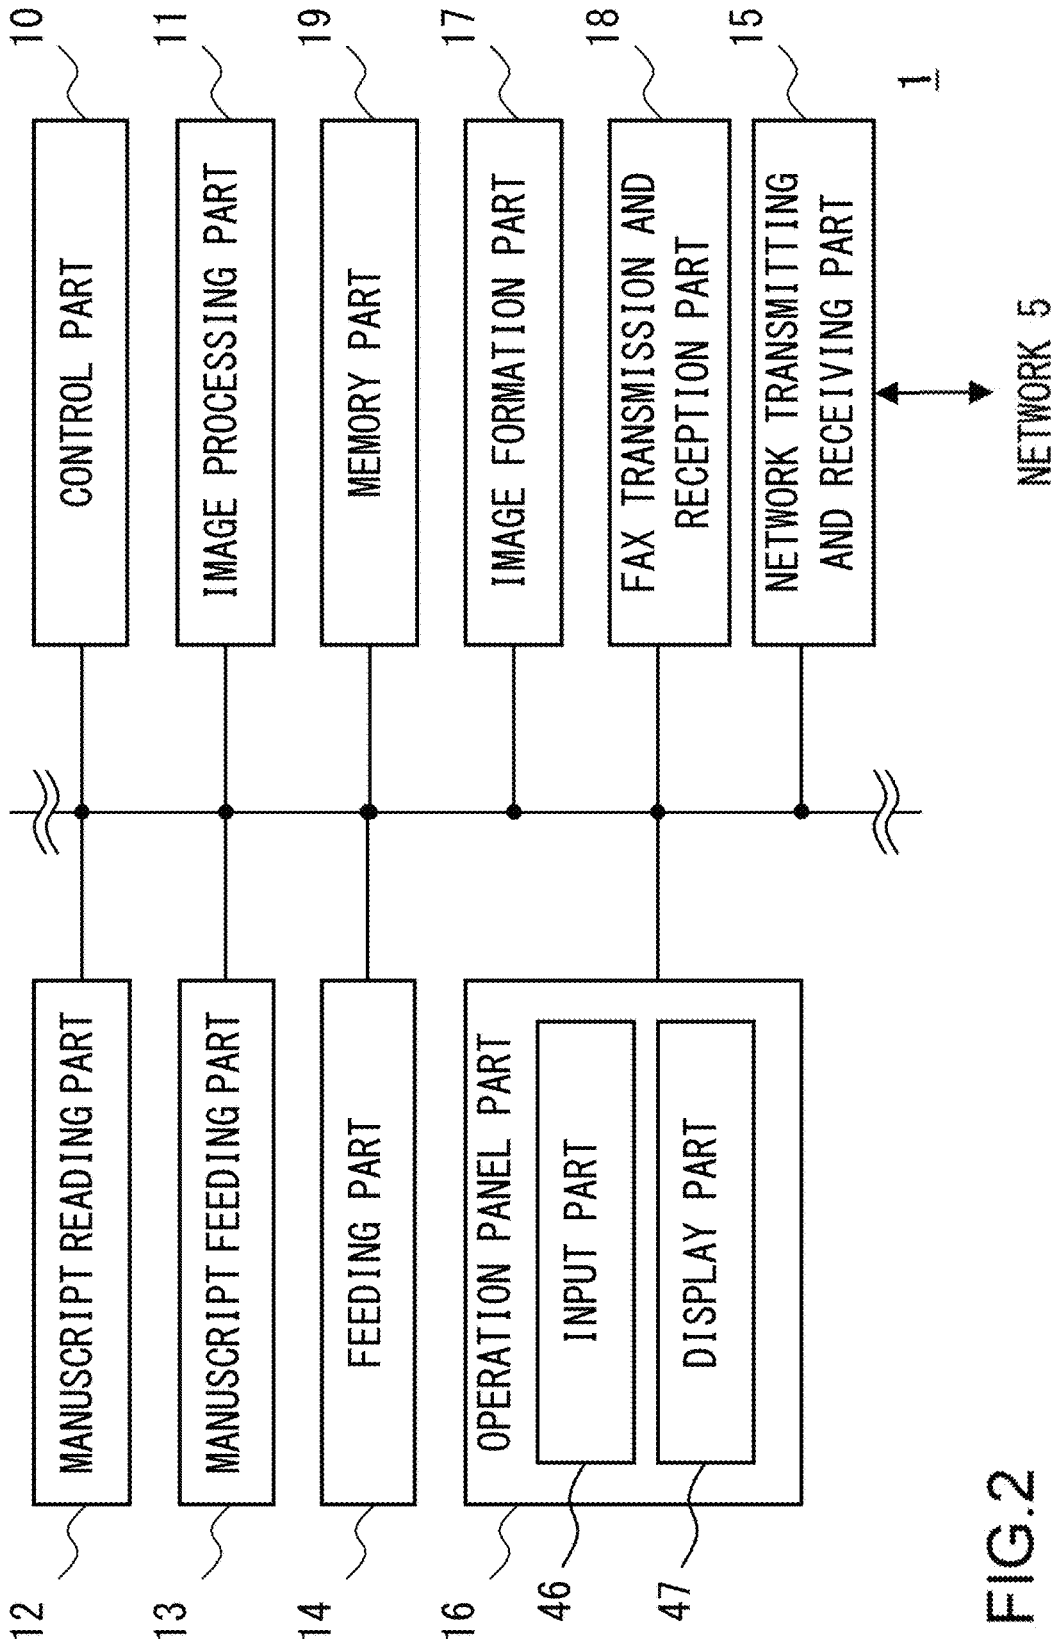 12
MANUSCRIPT READING PART
10
CONTROL PART
13
MANUSCRIPT FEEDING PART
11
IMAGE PROCESSING PART
14
FEEDING PART
19
MEMORY PART
16
OPERATION PANEL PART
46
INPUT PART
47
DISPLAY PART
17
IMAGE FORMATION PART
18
FAX TRANSMISSION AND
RECEPTION PART
15
NETWORK TRANSMITTING
AND RECEIVING PART
1
NETWORK 5
FIG.2